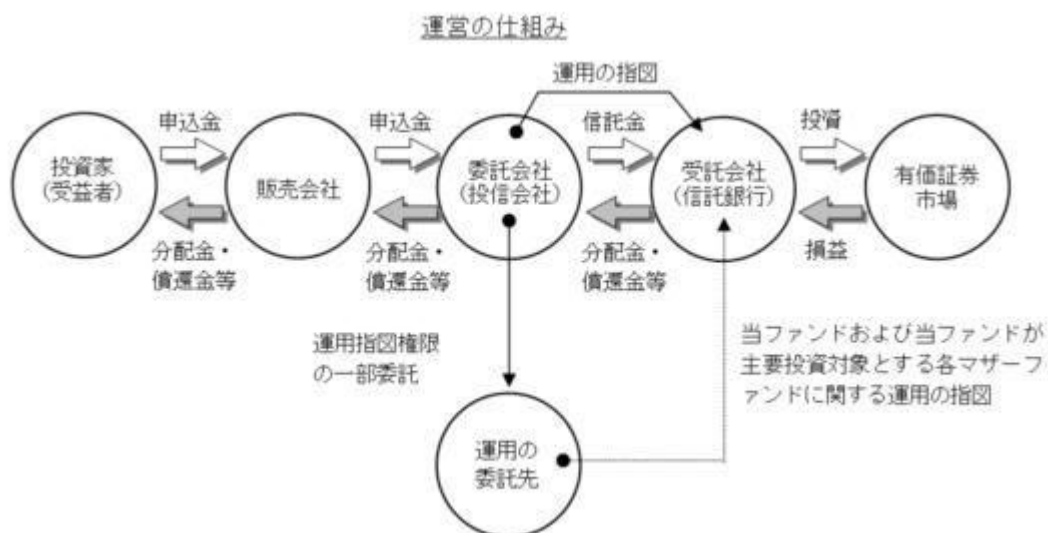 運営の仕組み
運用の指図
申込金
申込金
信託金
投資
投資家
(受益者)
販売会社
委託会社
(投信会社)
受託会社
(信託銀行)
有価証券
市場
分配金・
償還金等
分配金・
償還金等
分配金・
償還金等
損益
運用指図権限
の一部委託
当ファンドおよび当ファンドが
主要投資対象とする各マザーフ
ァンドに関する運用の指図
運用の
委託先